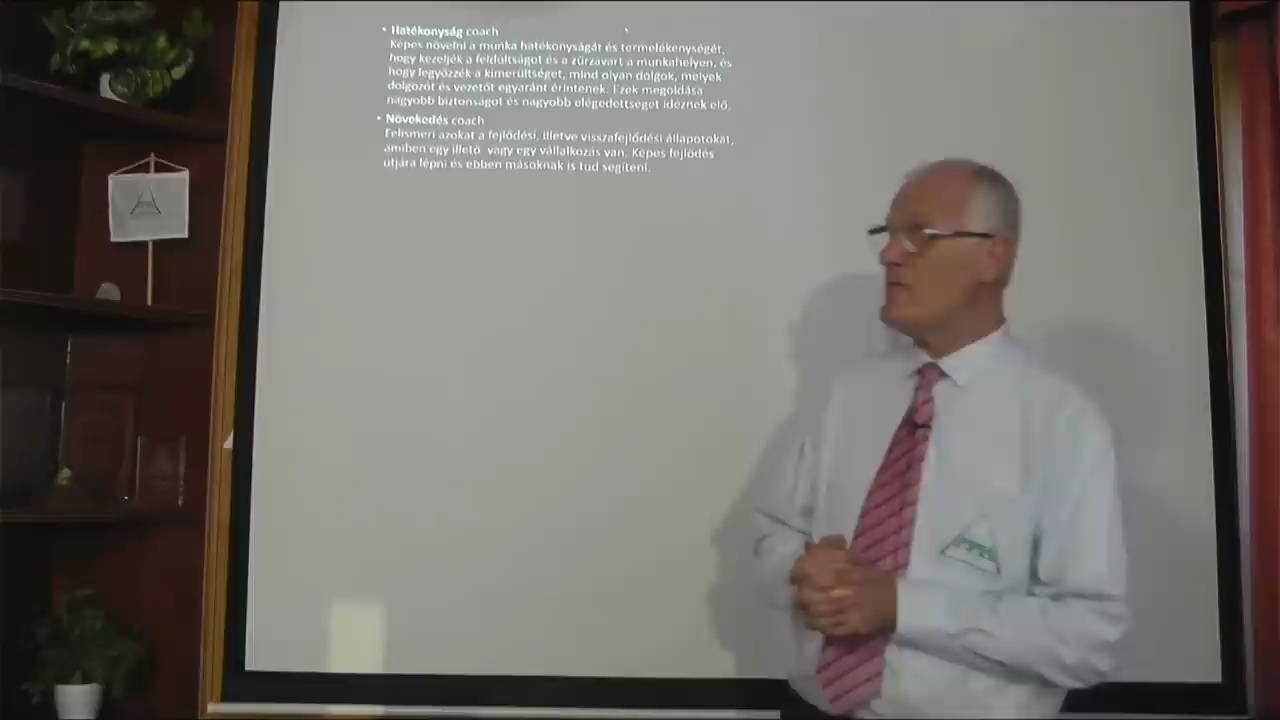 • Hatékonyság coach
Képes növelni a munka hatékonyságát és termelékenységét,
hogy kezeljék a feldúltságot és a zűrzavart a munkahelyen, és
hogy legyőzzék a kimerültséget, mind olyan dolgok, melyek
dolgozót és vezetőt egyaránt érintenek. Ezek megoldása
nagyobb biztonságot és nagyobb elégedettséget idéznek elő.
• Növekedés coach
Felismeri azokat a fejlődési, illetve visszafejlődési állapotokat,
amiben egy illető vagy egy vállalkozás van. Képes fejlődés
útjára lépni és ebben másoknak is tud segíteni.